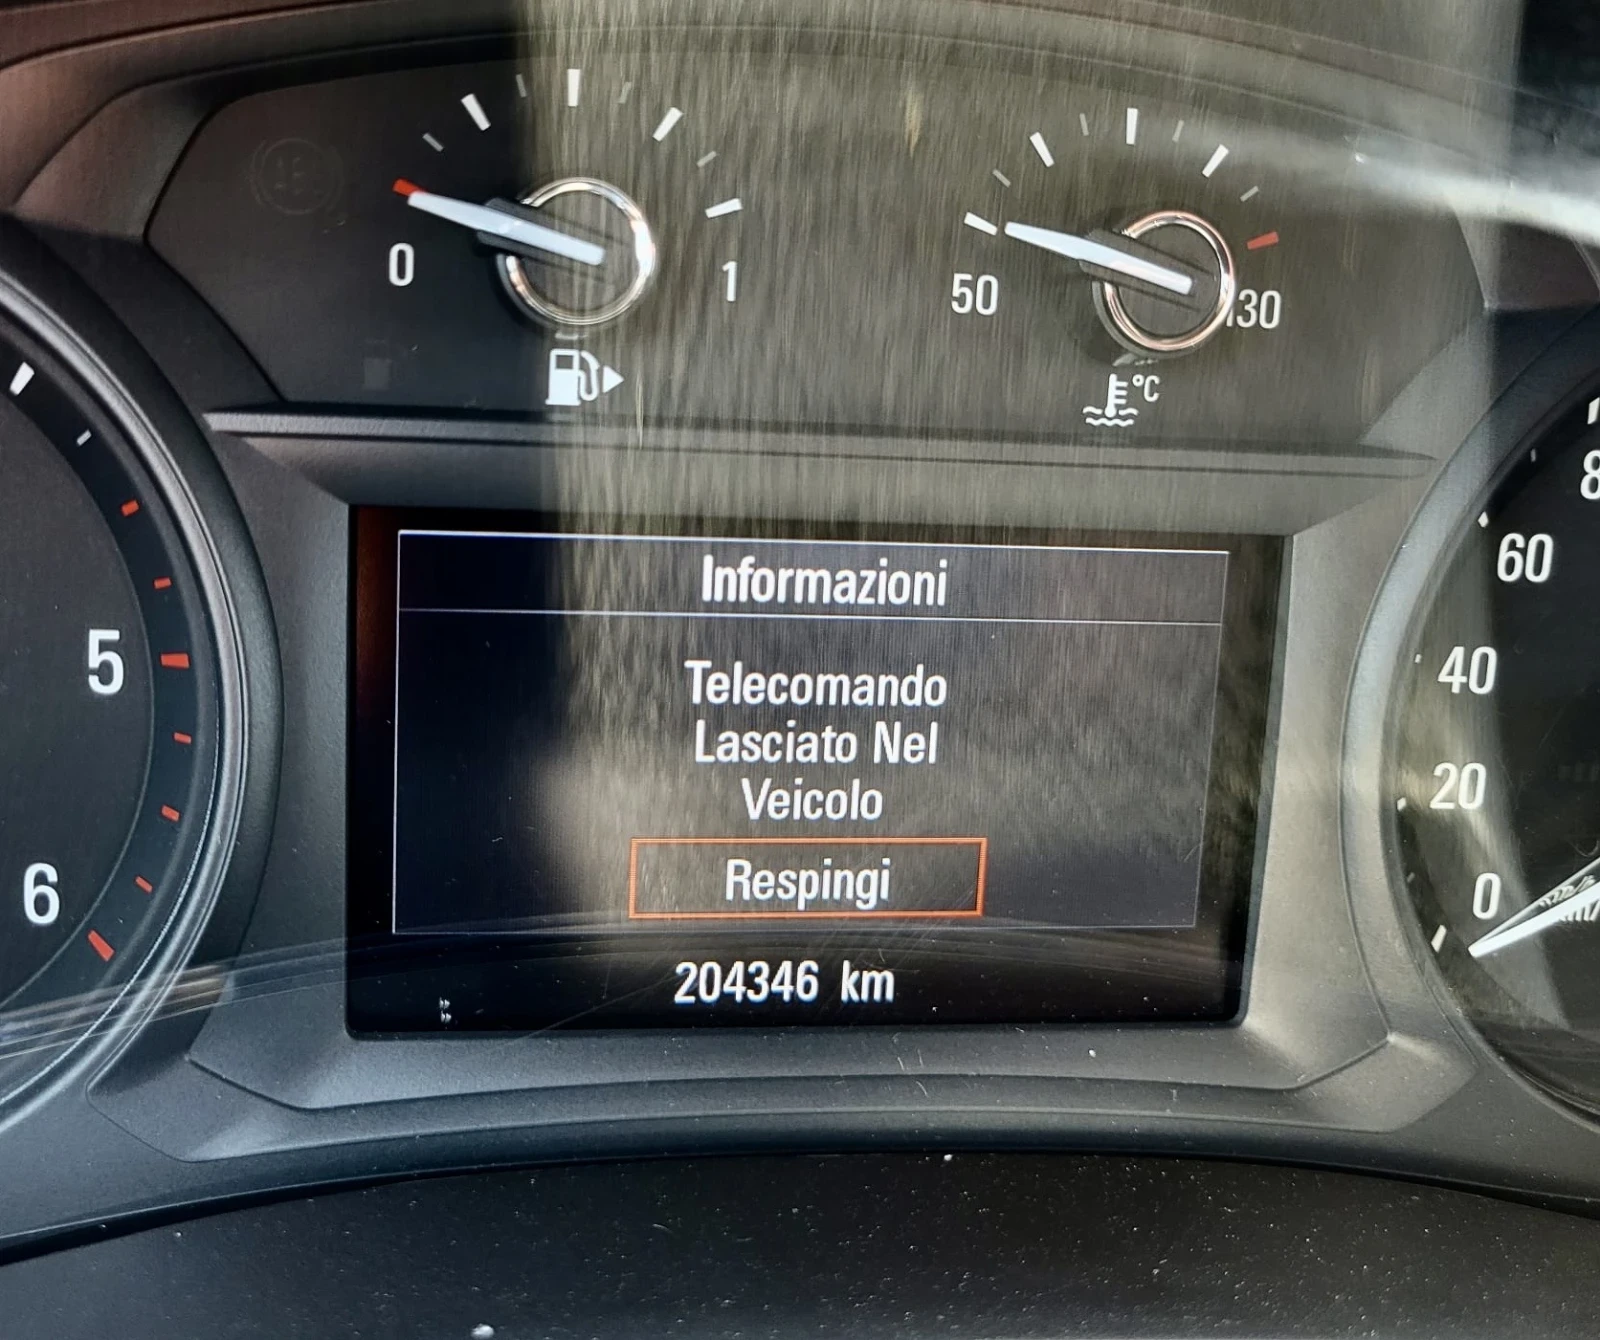 0 1
50 130
°C
Informazioni
Telecomando
Lasciato Nel
Veicolo
Respingi
204346 km
5
6
60
40
20
0